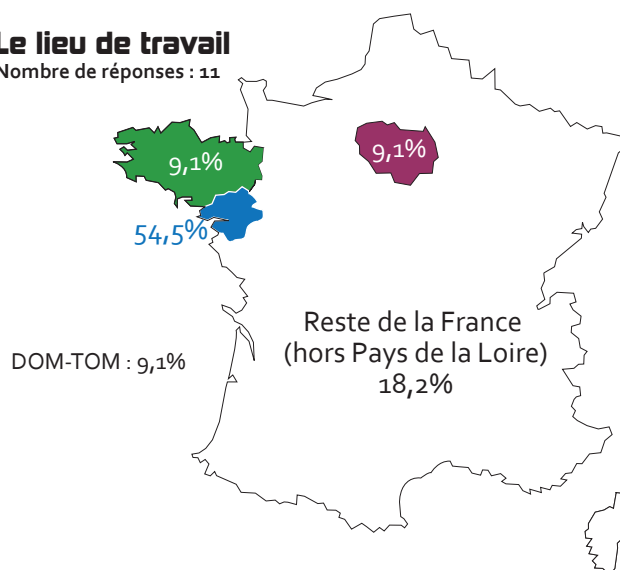 Le lieu de travail
Nombre de réponses : 11
9,1%
9,1%
54,5%
Reste de la France
(hors Pays de la Loire)
18,2%
DOM-TOM : 9,1%